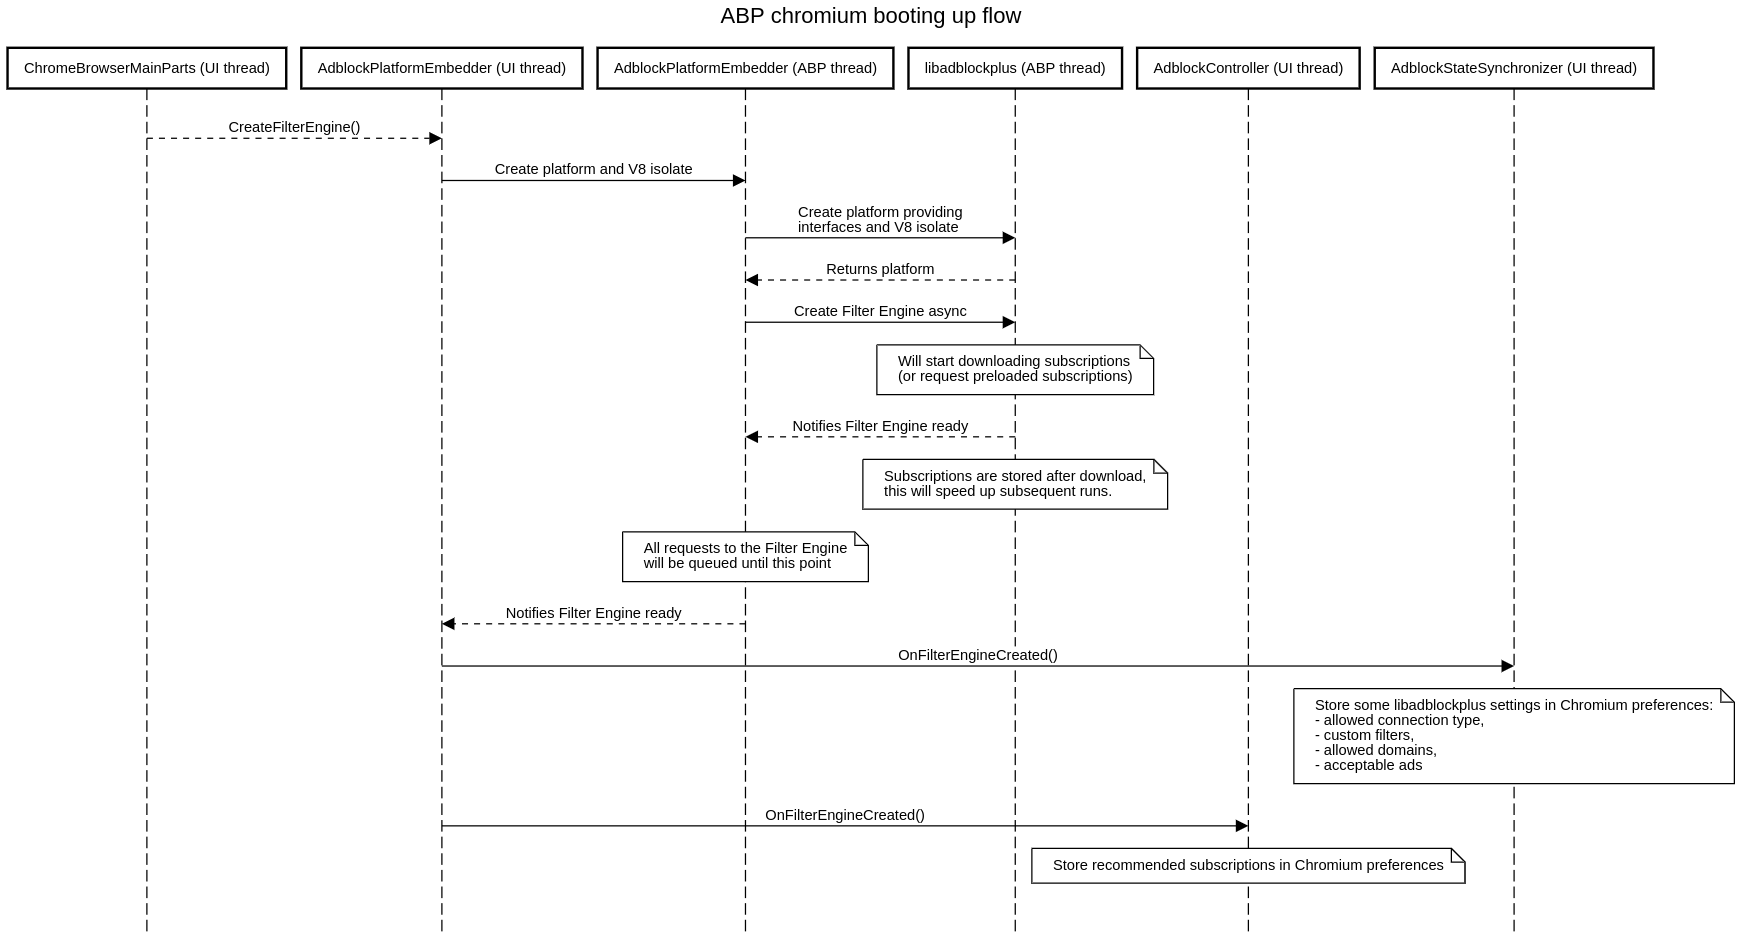 ABP chromium booting up flow
ChromeBrowserMainParts (UI thread)
AdblockPlatformEmbedder (UI thread)
AdblockPlatformEmbedder (ABP thread)
libadblockplus (ABP thread)
AdblockController (UI thread)
AdblockStateSynchronizer (UI thread)
CreateFilterEngine()
Create platform and V8 isolate
Create platform providing
interfaces and V8 isolate
Returns platform
Create Filter Engine async
Will start downloading subscriptions
(or request preloaded subscriptions)
Notifies Filter Engine ready
Subscriptions are stored after download,
this will speed up subsequent runs.
All requests to the Filter Engine
will be queued until this point
Notifies Filter Engine ready
OnFilterEngineCreated()
Store some libadblockplus settings in Chromium preferences:
- allowed connection type,
- custom filters,
- allowed domains,
- acceptable ads
OnFilterEngineCreated()
Store recommended subscriptions in Chromium preferences